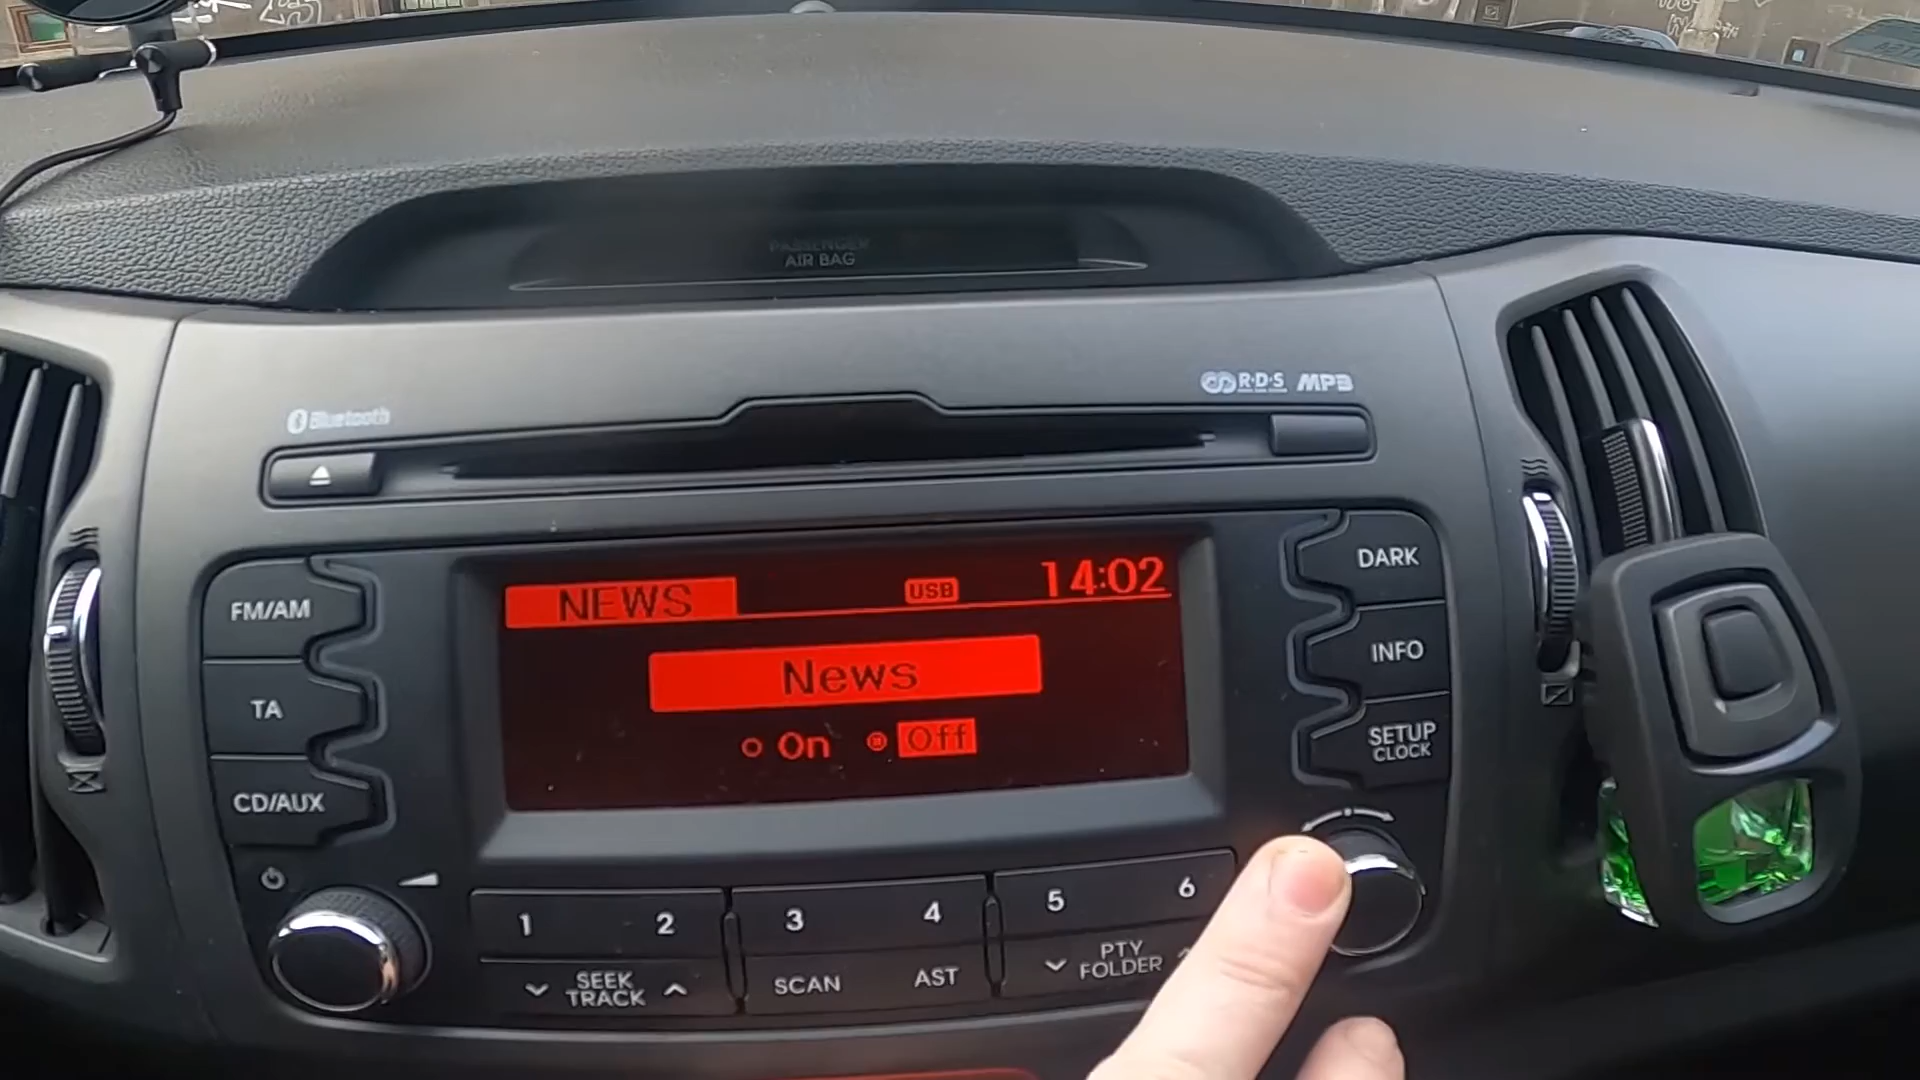 PASSENGER
AIR BAG
Bluetooth
R·D·S MP3
NEWS USB 14:02
News
On Off
FM/AM
TA
CD/AUX
DARK
INFO
SETUP
CLOCK
1 2 3 4 5 6
SEEK
TRACK
SCAN
AST
PTY
FOLDER